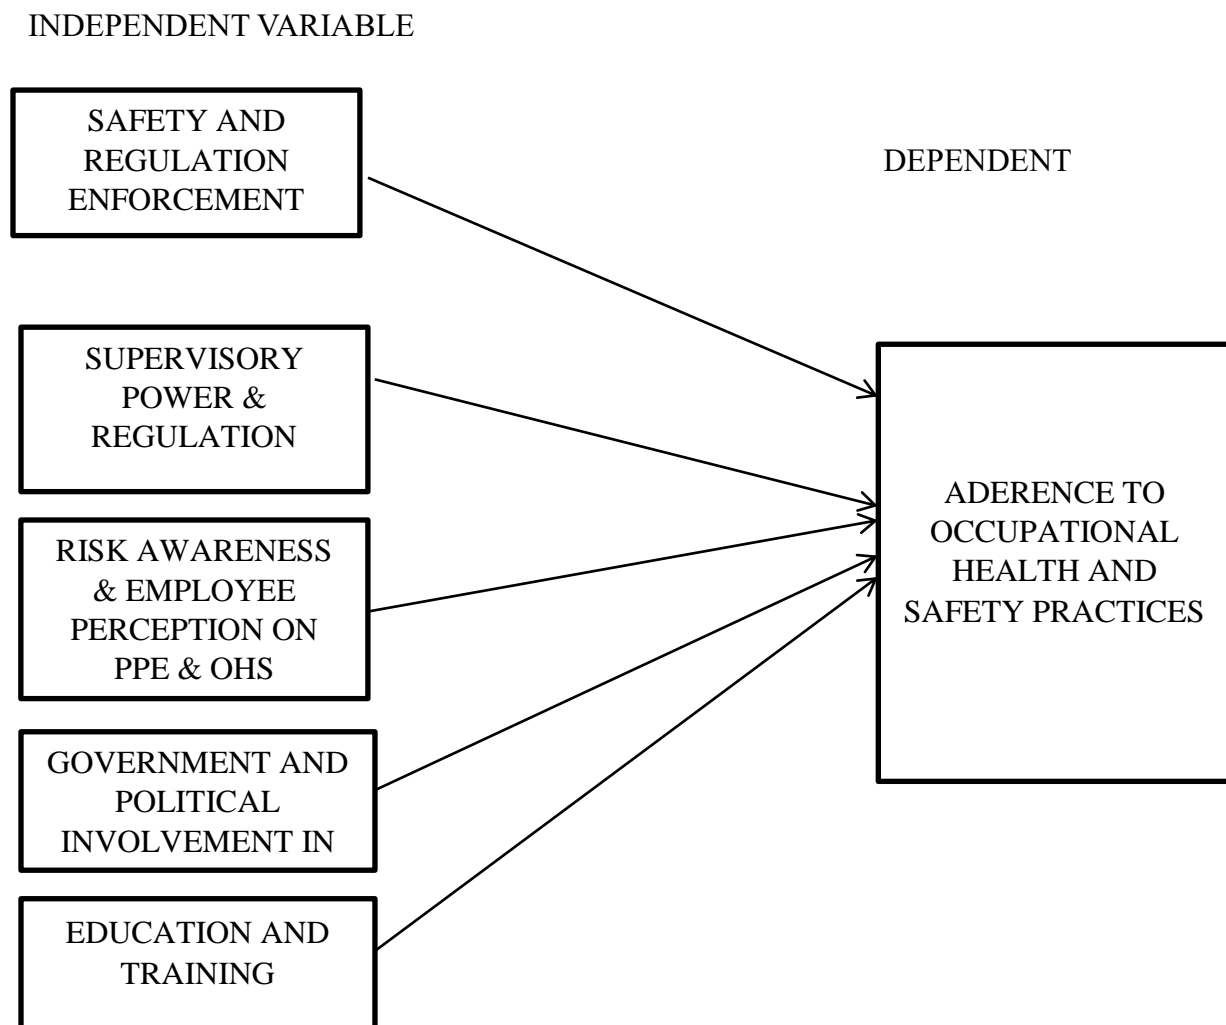 INDEPENDENT VARIABLE
SAFETY AND
REGULATION
ENFORCEMENT
DEPENDENT
SUPERVISORY
POWER &
REGULATION
RISK AWARENESS
& EMPLOYEE
PERCEPTION ON
PPE & OHS
GOVERNMENT AND
POLITICAL
INVOLVEMENT IN
EDUCATION AND
TRAINING
ADERENCE TO
OCCUPATIONAL
HEALTH AND
SAFETY PRACTICES